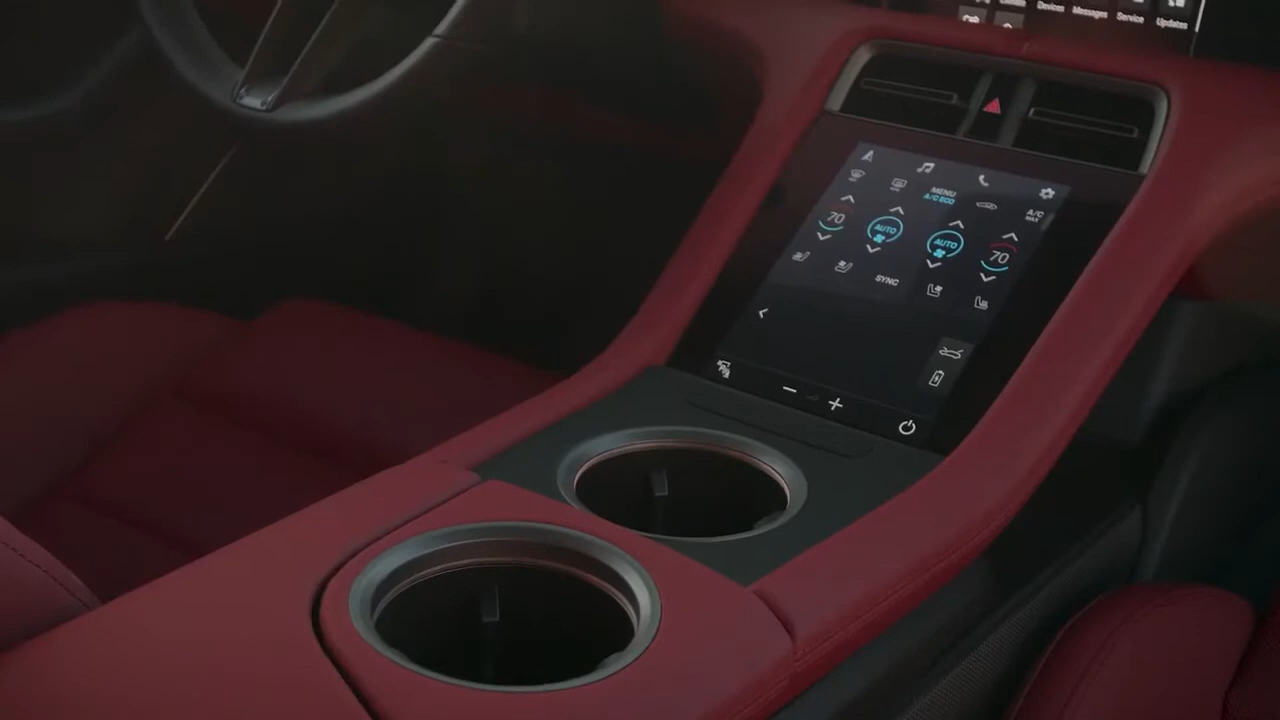 Devices Messages Service Updates
MENU
A/C ECO
A/C
MAX
70 AUTO AUTO 70
SYNC